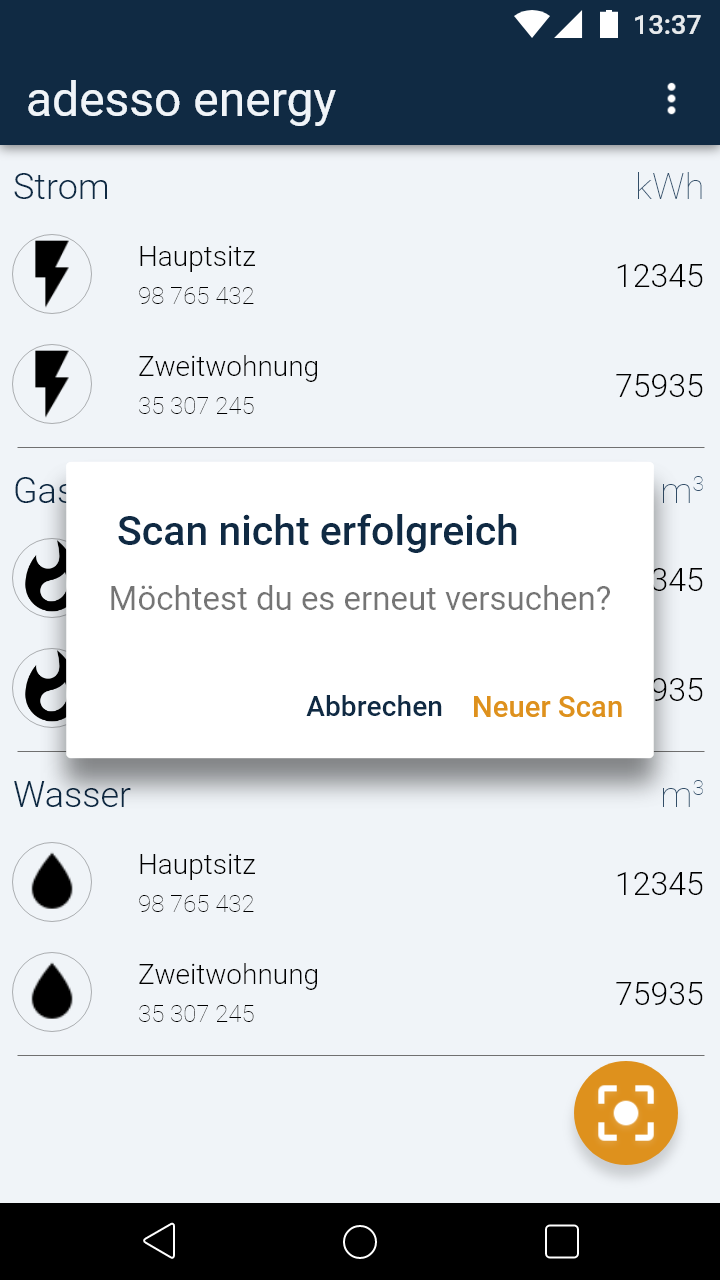 13:37
adesso energy
Strom kWh
Hauptsitz
98 765 432
12345
Zweitwohnung
35 307 245
75935
Gas m³
345
935
Scan nicht erfolgreich
Möchtest du es erneut versuchen?
Abbrechen Neuer Scan
Wasser m³
Hauptsitz
98 765 432
12345
Zweitwohnung
35 307 245
75935